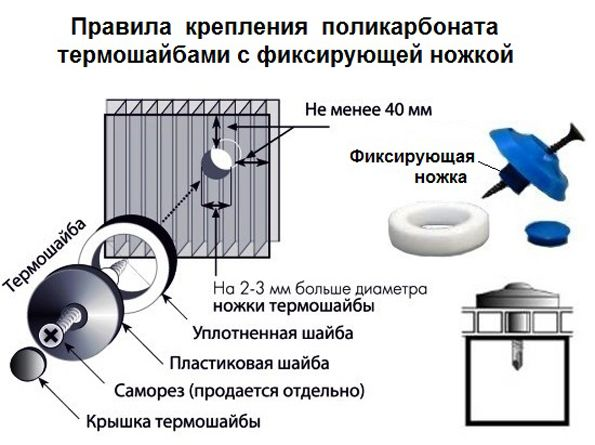 Правила крепления поликарбоната
термошайбами с фиксирующей ножкой
Не менее 40 мм
Фиксирующая
ножка
Термошайба
На 2-3 мм больше диаметра
ножки термошайбы
Уплотненная шайба
Пластиковая шайба
Саморез (продается отдельно)
Крышка термошайбы